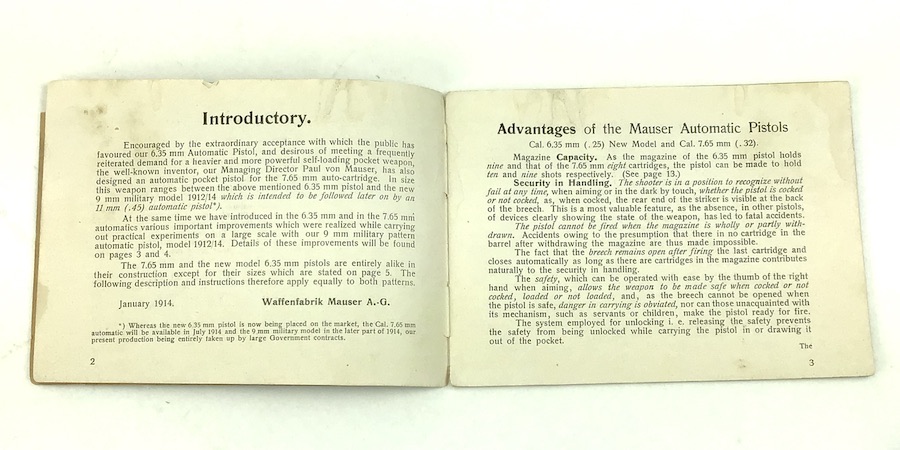 Introductory.
Encouraged by the extraordinary acceptance with which the public has
favoured our 6.35 mm Automatic Pistol, and desirous of meeting a frequently
reiterated demand for a heavier and more powerful self-loading pocket weapon,
the well-known inventor, our Managing Director Paul von Mauser, has also
designed an automatic pocket pistol for the 7.65 mm auto-cartridge. In size
this weapon ranges between the above mentioned 6.35 mm pistol and the new
9 mm military model 1912/14 which is intended to be followed later on by an
11 mm (.45) automatic pistol*).
At the same time we have introduced in the 6.35 mm and in the 7.65 mm
automatics various important improvements which were realized while carrying
out practical experiments on a large scale with our 9 mm military pattern
automatic pistol, model 1912/14. Details of these improvements will be found
on pages 3 and 4.
The 7.65 mm and the new model 6.35 mm pistols are entirely alike in
their construction except for their sizes which are stated on page 5. The
following description and instructions therefore apply equally to both patterns.
January 1914. Waffenfabrik Mauser A.-G.
*) Whereas the new 6.35 mm pistol is now being placed on the market, the Cal. 7.65 mm
automatic will be available in July 1914 and the 9 mm military model in the later part of 1914, our
present production being entirely taken up by large Government contracts.
2
Advantages of the Mauser Automatic Pistols
Cal. 6.35 mm (.25) New Model and Cal. 7.65 mm (.32).
Magazine Capacity. As the magazine of the 6.35 mm pistol holds
nine and that of the 7.65 mm eight cartridges, the pistol can be made to hold
ten and nine shots respectively. (See page 13.)
Security in Handling. The shooter is in a position to recognize without
fail at any time, when aiming or in the dark by touch, whether the pistol is cocked
or not cocked, as, when cocked, the rear end of the striker is visible at the back
of the breech. This is a most valuable feature, as the absence, in other pistols,
of devices clearly showing the state of the weapon, has led to fatal accidents.
The pistol cannot be fired when the magazine is wholly or partly with-
drawn. Accidents owing to the presumption that there in no cartridge in the
barrel after withdrawing the magazine are thus made impossible.
The fact that the breech remains open after firing the last cartridge and
closes automatically as long as there are cartridges in the magazine contributes
naturally to the security in handling.
The safety, which can be operated with ease by the thumb of the right
hand when aiming, allows the weapon to be made safe when cocked or not
cocked, loaded or not loaded, and, as the breech cannot be opened when
the pistol is safe, danger in carrying is obviated, nor can those unacquainted with
its mechanism, such as servants or children, make the pistol ready for fire.
The system employed for unlocking i. e. releasing the safety prevents
the safety from being unlocked while carrying the pistol in or drawing it
out of the pocket.
The
3